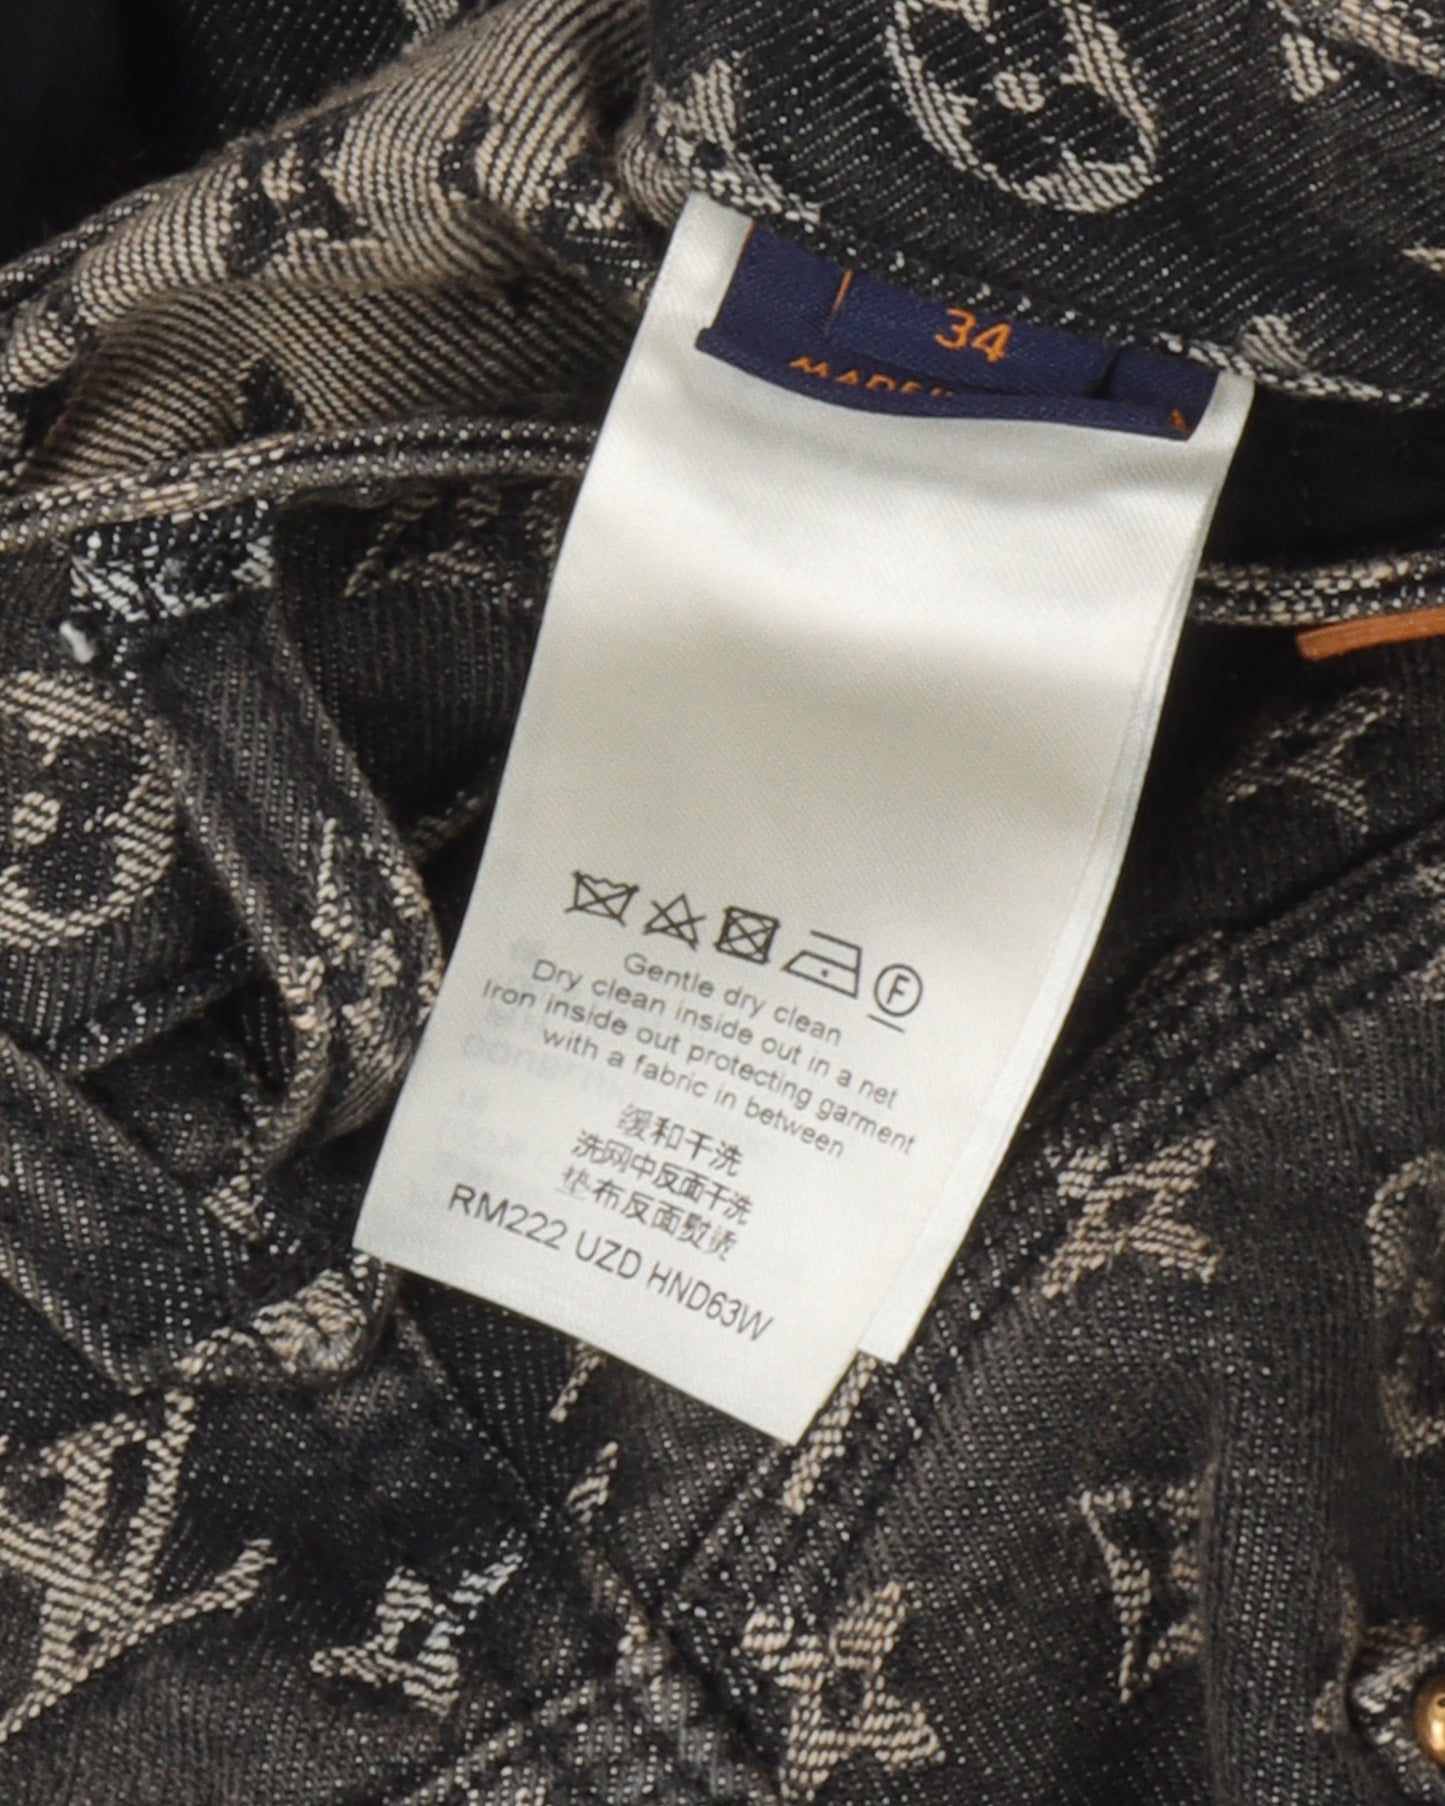 34
MADE
F
Gentle dry clean
Dry clean inside out in a net
Iron inside out protecting garment
with a fabric in between
缓和干洗
洗网中反面干洗
垫布反面熨烫
RM222 UZD HND63W